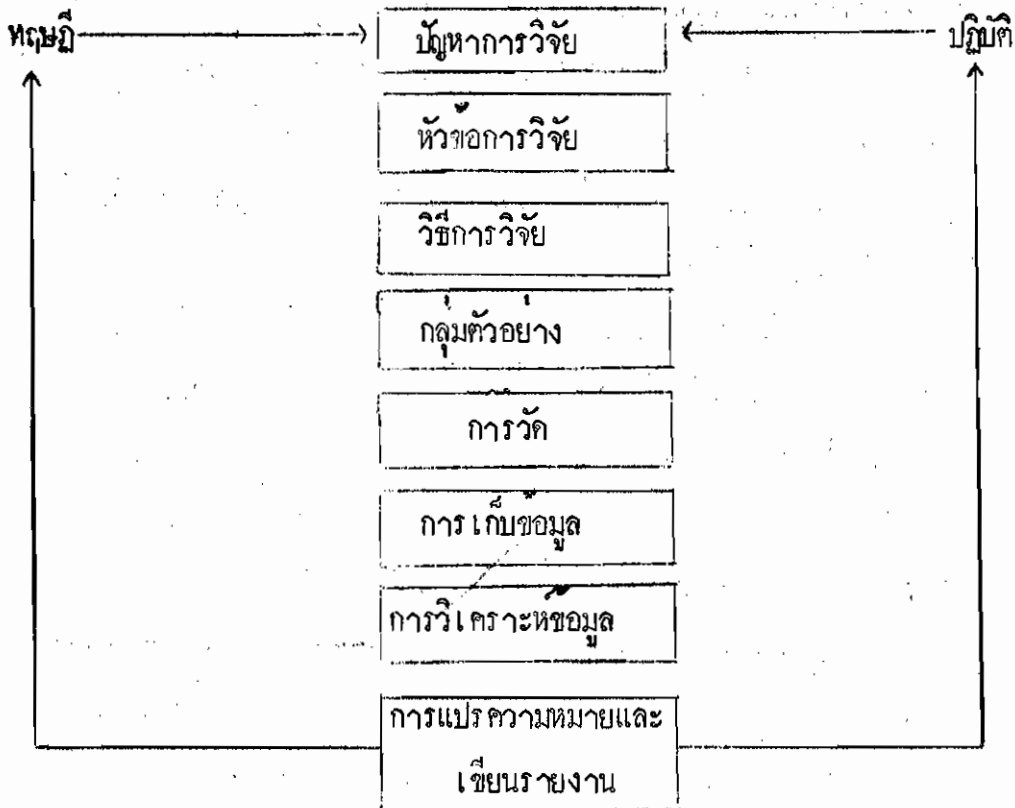 ทฤษฎี ปัญหาการวิจัย ปฏิบัติ
หัวข้อการวิจัย
วิธีการวิจัย
กลุ่มตัวอย่าง
การวัด
การเก็บข้อมูล
การวิเคราะห์ข้อมูล
การแปรความหมายและ
เขียนรายงาน